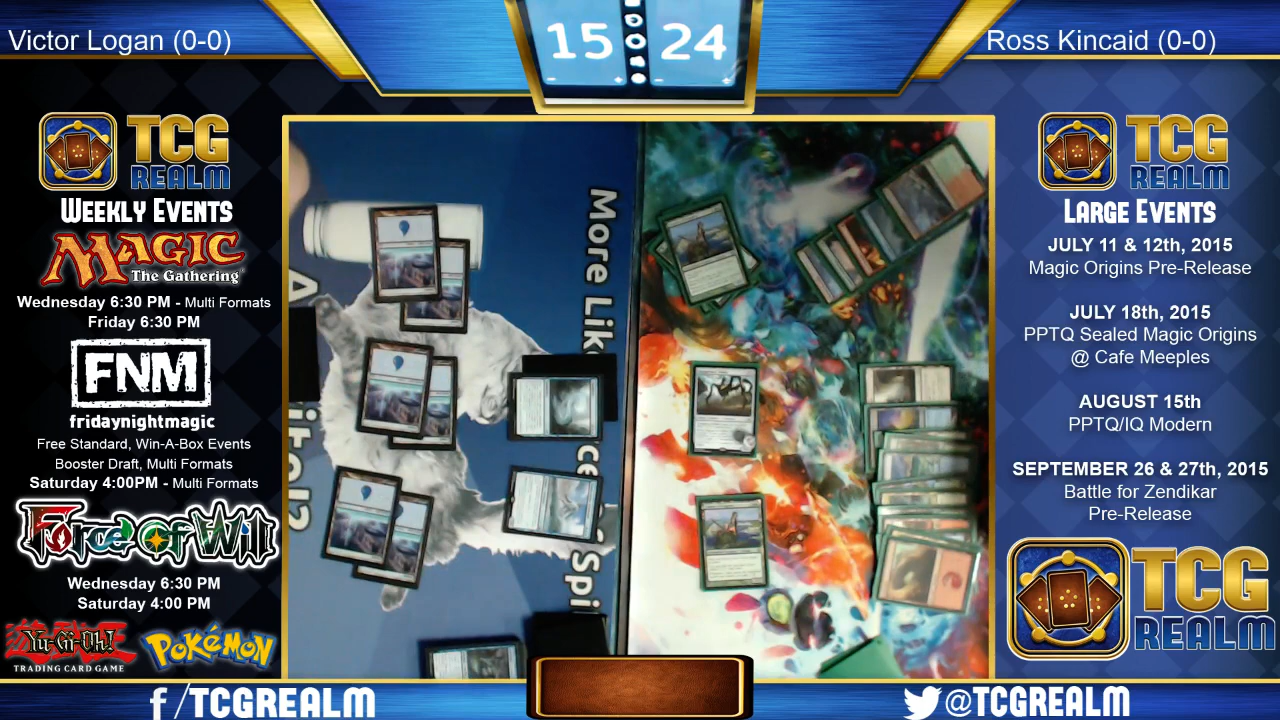 Victor Logan (0-0)
15 24
Ross Kincaid (0-0)
TCG
REALM
WEEKLY EVENTS
MAGIC
The Gathering
Wednesday 6:30 PM - Multi Formats
Friday 6:30 PM
FNM
fridaynightmagic
Free Standard, Win-A-Box Events
Booster Draft, Multi Formats
Saturday 4:00PM - Multi Formats
Force of Will
Wednesday 6:30 PM
Saturday 4:00 PM
Yu-Gi-Oh!
TRADING CARD GAME
POKÉMON
More Lik
Spi
TCG
REALM
LARGE EVENTS
JULY 11 & 12th, 2015
Magic Origins Pre-Release
JULY 18th, 2015
PPTQ Sealed Magic Origins
@ Cafe Meeples
AUGUST 15th
PPTQ/IQ Modern
SEPTEMBER 26 & 27th, 2015
Battle for Zendikar
Pre-Release
TCG
REALM
f/TCGREALM
@TCGREALM